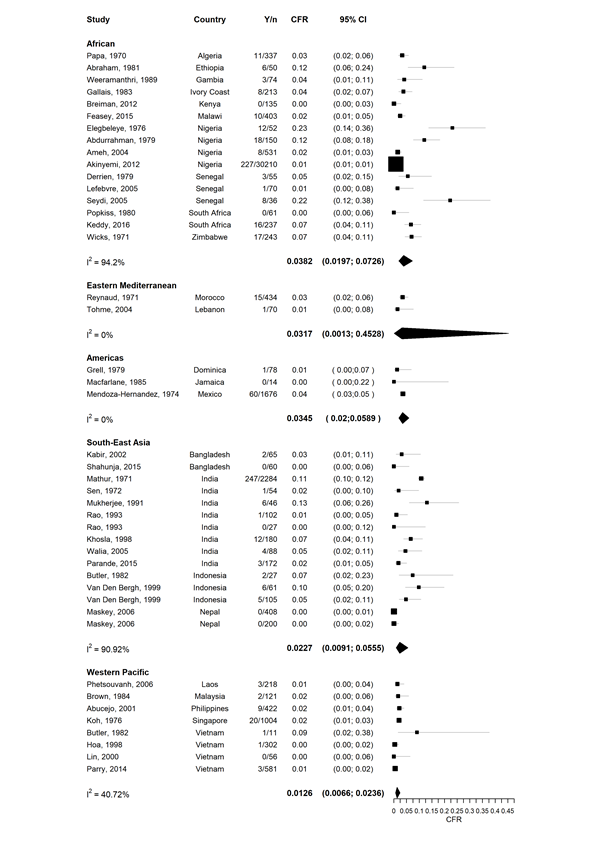 Study Country Y/n CFR 95% CI
African
Papa, 1970 Algeria 11/337 0.03 (0.02; 0.06)
Abraham, 1981 Ethiopia 6/50 0.12 (0.06; 0.24)
Weeramanthri, 1989 Gambia 3/74 0.04 (0.01; 0.11)
Gallais, 1983 Ivory Coast 8/213 0.04 (0.02; 0.07)
Breiman, 2012 Kenya 0/135 0.00 (0.00; 0.03)
Feasey, 2015 Malawi 10/403 0.02 (0.01; 0.05)
Elegbeleye, 1976 Nigeria 12/52 0.23 (0.14; 0.36)
Abdurrahman, 1979 Nigeria 18/150 0.12 (0.08; 0.18)
Ameh, 2004 Nigeria 8/531 0.02 (0.01; 0.03)
Akinyemi, 2012 Nigeria 227/30210 0.01 (0.01; 0.01)
Derrien, 1979 Senegal 3/55 0.05 (0.02; 0.15)
Lefebvre, 2005 Senegal 1/70 0.01 (0.00; 0.08)
Seydi, 2005 Senegal 8/36 0.22 (0.12; 0.38)
Popkiss, 1980 South Africa 0/61 0.00 (0.00; 0.06)
Keddy, 2016 South Africa 16/237 0.07 (0.04; 0.11)
Wicks, 1971 Zimbabwe 17/243 0.07 (0.04; 0.11)
I² = 94.2% 0.0382 (0.0197; 0.0726)
Eastern Mediterranean
Reynaud, 1971 Morocco 15/434 0.03 (0.02; 0.06)
Tohme, 2004 Lebanon 1/70 0.01 (0.00; 0.08)
I² = 0% 0.0317 (0.0013; 0.4528)
Americas
Grell, 1979 Dominica 1/78 0.01 ( 0.00;0.07 )
Macfarlane, 1985 Jamaica 0/14 0.00 ( 0.00;0.22 )
Mendoza-Hernandez, 1974 Mexico 60/1676 0.04 ( 0.03;0.05 )
I² = 0% 0.0345 ( 0.02;0.0589 )
South-East Asia
Kabir, 2002 Bangladesh 2/65 0.03 (0.01; 0.11)
Shahunja, 2015 Bangladesh 0/60 0.00 (0.00; 0.06)
Mathur, 1971 India 247/2284 0.11 (0.10; 0.12)
Sen, 1972 India 1/54 0.02 (0.00; 0.10)
Mukherjee, 1991 India 6/46 0.13 (0.06; 0.26)
Rao, 1993 India 1/102 0.01 (0.00; 0.05)
Rao, 1993 India 0/27 0.00 (0.00; 0.12)
Khosla, 1998 India 12/180 0.07 (0.04; 0.11)
Walia, 2005 India 4/88 0.05 (0.02; 0.11)
Parande, 2015 India 3/172 0.02 (0.01; 0.05)
Butler, 1982 Indonesia 2/27 0.07 (0.02; 0.23)
Van Den Bergh, 1999 Indonesia 6/61 0.10 (0.05; 0.20)
Van Den Bergh, 1999 Indonesia 5/105 0.05 (0.02; 0.11)
Maskey, 2006 Nepal 0/408 0.00 (0.00; 0.01)
Maskey, 2006 Nepal 0/200 0.00 (0.00; 0.02)
I² = 90.92% 0.0227 (0.0091; 0.0555)
Western Pacific
Phetsouvanh, 2006 Laos 3/218 0.01 (0.00; 0.04)
Brown, 1984 Malaysia 2/121 0.02 (0.00; 0.06)
Abucejo, 2001 Philippines 9/422 0.02 (0.01; 0.04)
Koh, 1976 Singapore 20/1004 0.02 (0.01; 0.03)
Butler, 1982 Vietnam 1/11 0.09 (0.02; 0.38)
Hoa, 1998 Vietnam 1/302 0.00 (0.00; 0.02)
Lin, 2000 Vietnam 0/56 0.00 (0.00; 0.06)
Parry, 2014 Vietnam 3/581 0.01 (0.00; 0.02)
I² = 40.72% 0.0126 (0.0066; 0.0236)
0 0.05 0.1 0.15 0.2 0.25 0.3 0.35 0.4 0.45
CFR